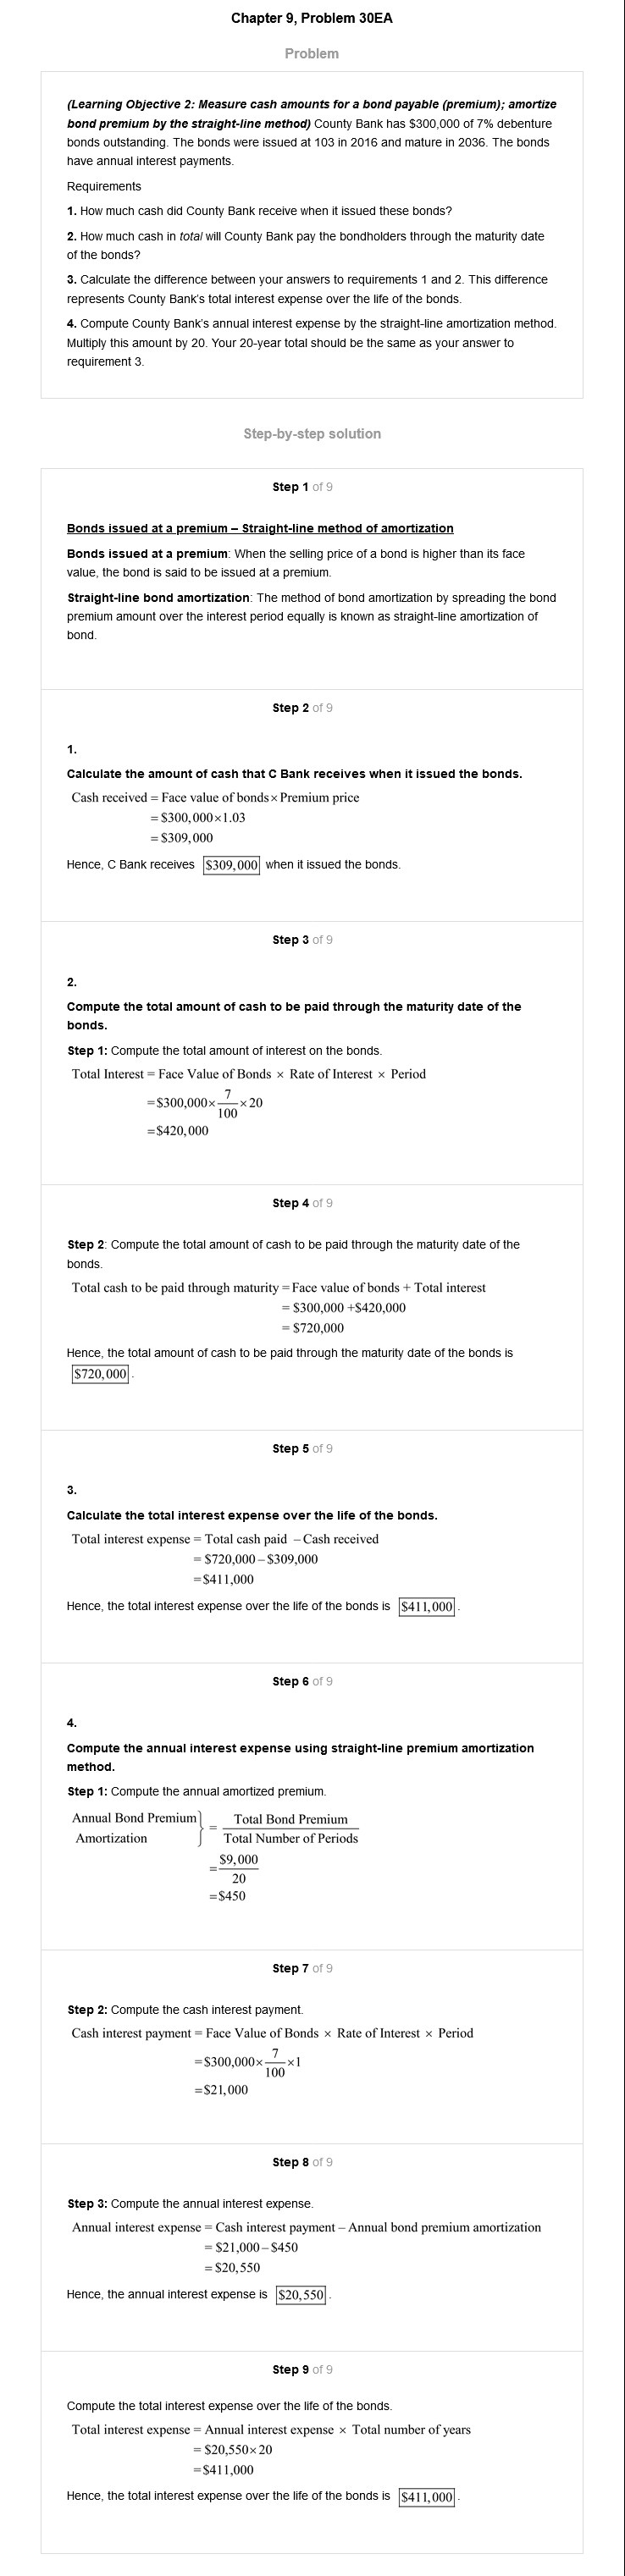 Chapter 9, Problem 30EA
Problem
(Learning Objective 2: Measure cash amounts for a bond payable (premium); amortize
bond premium by the straight-line method) County Bank has $300,000 of 7% debenture
bonds outstanding. The bonds were issued at 103 in 2016 and mature in 2036. The bonds
have annual interest payments.
Requirements
1. How much cash did County Bank receive when it issued these bonds?
2. How much cash in total will County Bank pay the bondholders through the maturity date
of the bonds?
3. Calculate the difference between your answers to requirements 1 and 2. This difference
represents County Bank's total interest expense over the life of the bonds.
4. Compute County Bank's annual interest expense by the straight-line amortization method.
Multiply this amount by 20. Your 20-year total should be the same as your answer to
requirement 3.
Step-by-step solution
Step 1 of 9
Bonds issued at a premium – Straight-line method of amortization
Bonds issued at a premium: When the selling price of a bond is higher than its face
value, the bond is said to be issued at a premium.
Straight-line bond amortization: The method of bond amortization by spreading the bond
premium amount over the interest period equally is known as straight-line amortization of
bond.
Step 2 of 9
1.
Calculate the amount of cash that C Bank receives when it issued the bonds.
Cash received = Face value of bonds × Premium price
= $300,000 × 1.03
= $309,000
Hence, C Bank receives $309,000 when it issued the bonds.
Step 3 of 9
2.
Compute the total amount of cash to be paid through the maturity date of the
bonds.
Step 1: Compute the total amount of interest on the bonds.
Total Interest = Face Value of Bonds × Rate of Interest × Period
= $300,000 × 7/100 × 20
= $420,000
Step 4 of 9
Step 2: Compute the total amount of cash to be paid through the maturity date of the
bonds.
Total cash to be paid through maturity = Face value of bonds + Total interest
= $300,000 + $420,000
= $720,000
Hence, the total amount of cash to be paid through the maturity date of the bonds is
$720,000.
Step 5 of 9
3.
Calculate the total interest expense over the life of the bonds.
Total interest expense = Total cash paid – Cash received
= $720,000 – $309,000
= $411,000
Hence, the total interest expense over the life of the bonds is $411,000.
Step 6 of 9
4.
Compute the annual interest expense using straight-line premium amortization
method.
Step 1: Compute the annual amortized premium.
Annual Bond Premium
Amortization } = Total Bond Premium / Total Number of Periods
= $9,000 / 20
= $450
Step 7 of 9
Step 2: Compute the cash interest payment.
Cash interest payment = Face Value of Bonds × Rate of Interest × Period
= $300,000 × 7/100 × 1
= $21,000
Step 8 of 9
Step 3: Compute the annual interest expense.
Annual interest expense = Cash interest payment – Annual bond premium amortization
= $21,000 – $450
= $20,550
Hence, the annual interest expense is $20,550.
Step 9 of 9
Compute the total interest expense over the life of the bonds.
Total interest expense = Annual interest expense × Total number of years
= $20,550 × 20
= $411,000
Hence, the total interest expense over the life of the bonds is $411,000.